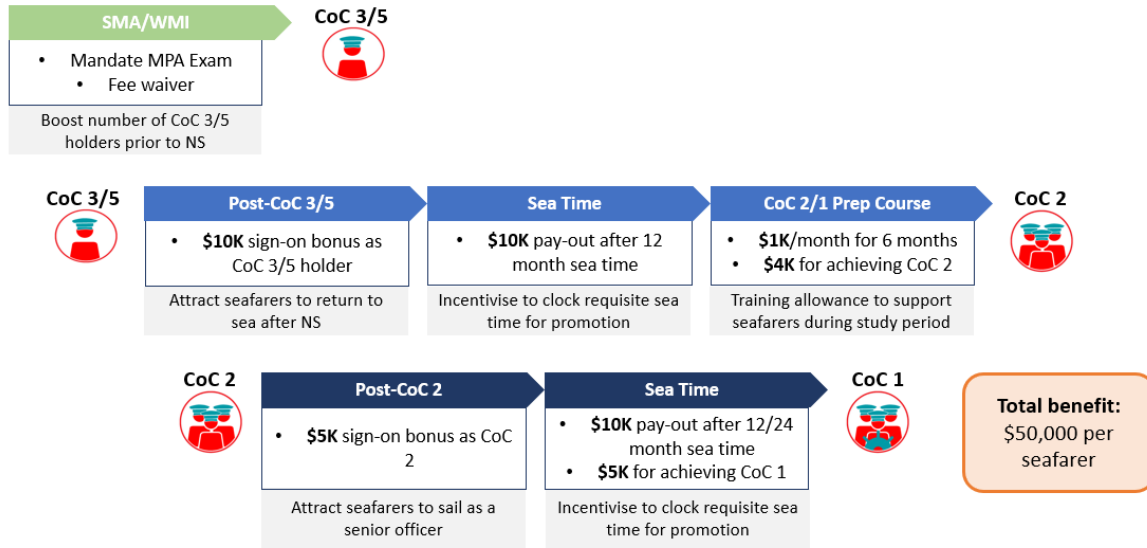 SMA/WMI
CoC 3/5
• Mandate MPA Exam
• Fee waiver
Boost number of CoC 3/5
holders prior to NS
CoC 3/5
Post-CoC 3/5
• $10K sign-on bonus as
CoC 3/5 holder
Attract seafarers to return to
sea after NS
Sea Time
• $10K pay-out after 12
month sea time
Incentivise to clock requisite sea
time for promotion
CoC 2/1 Prep Course
• $1K/month for 6 months
• $4K for achieving CoC 2
Training allowance to support
seafarers during study period
CoC 2
CoC 2
Post-CoC 2
• $5K sign-on bonus as CoC
2
Attract seafarers to sail as a
senior officer
Sea Time
• $10K pay-out after 12/24
month sea time
• $5K for achieving CoC 1
Incentivise to clock requisite sea
time for promotion
CoC 1
Total benefit:
$50,000 per
seafarer